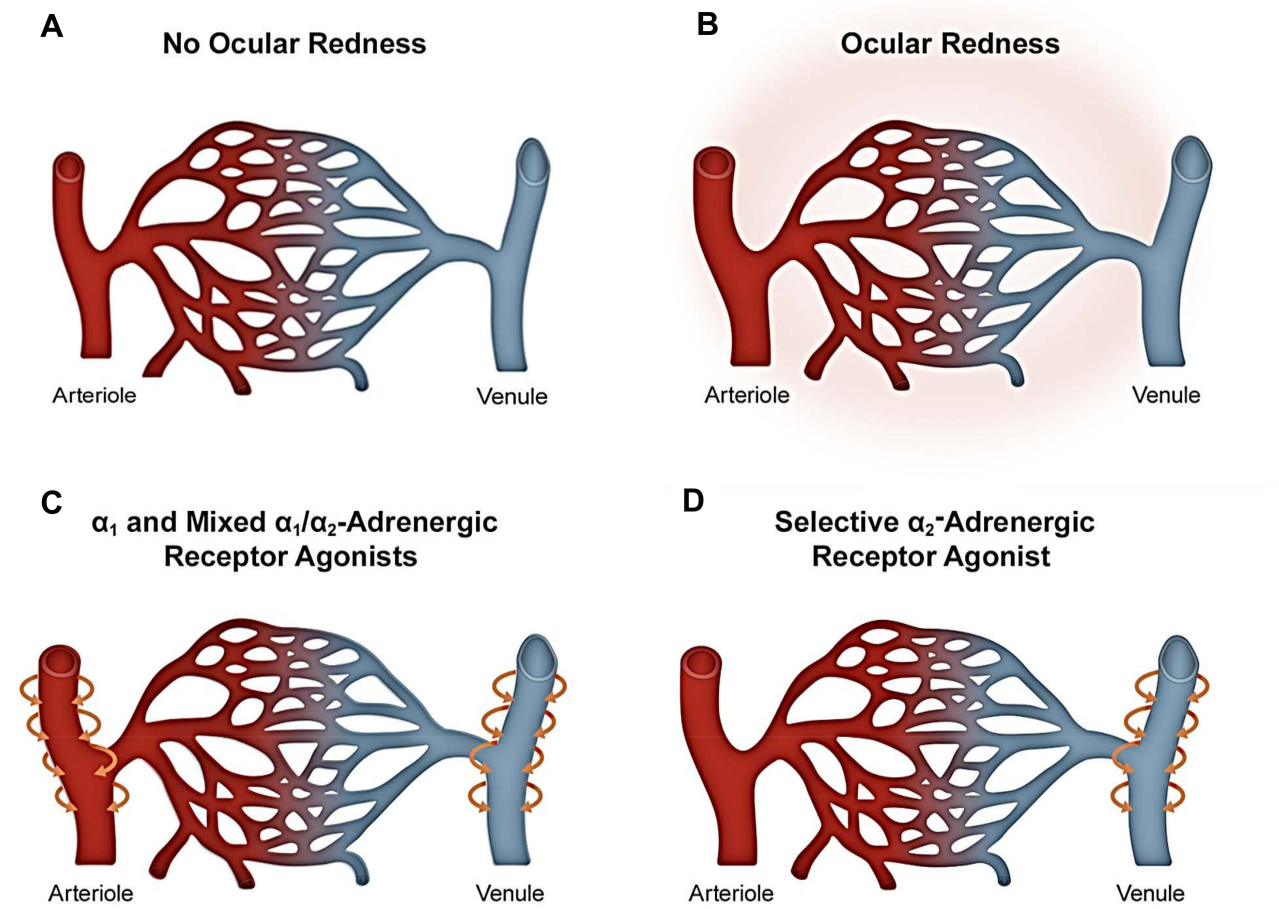 A
No Ocular Redness
Arteriole
Venule
B
Ocular Redness
Arteriole
Venule
C
α₁ and Mixed α₁/α₂-Adrenergic
Receptor Agonists
Arteriole
Venule
D
Selective α₂-Adrenergic
Receptor Agonist
Arteriole
Venule